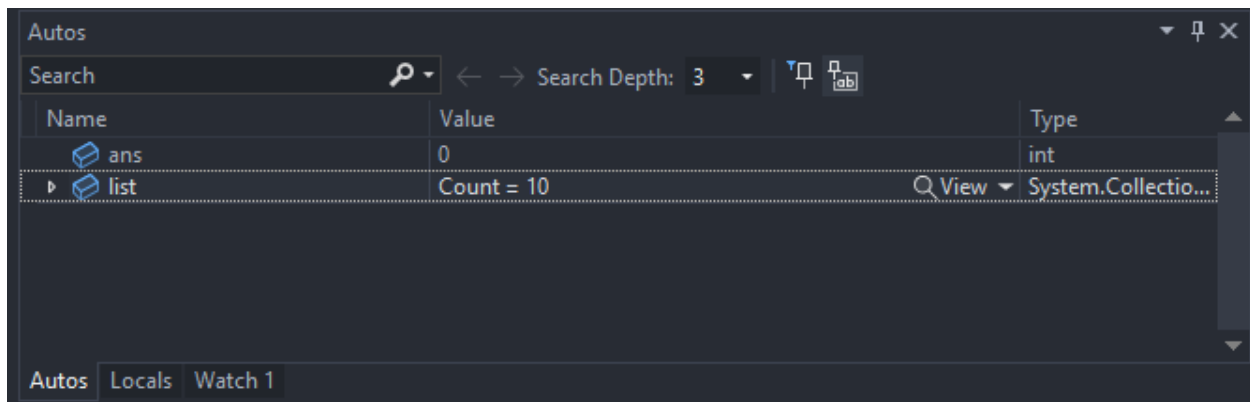 Autos
Search Search Depth: 3 ab
Name Value Type
ans 0 int
list Count = 10 View System.Collectio...
Autos Locals Watch 1